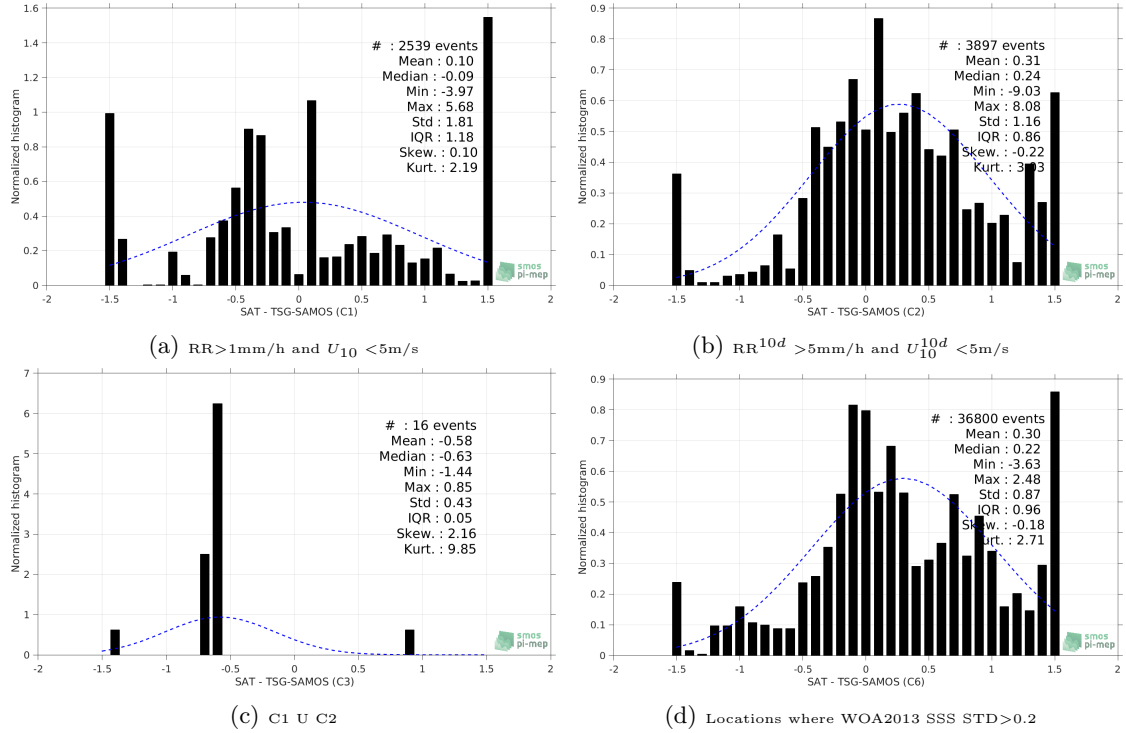 1.6
1.4
1.2
1
0.8
0.6
0.4
0.2
0
Normalized histogram
# : 2539 events
Mean : 0.10
Median : -0.09
Min : -3.97
Max : 5.68
Std : 1.81
IQR : 1.18
Skew. : 0.10
Kurt. : 2.19
smos
pi-mep
-2 -1.5 -1 -0.5 0 0.5 1 1.5 2
SAT - TSG-SAMOS (C1)
(a) RR>1mm/h and U10 <5m/s
0.9
0.8
0.7
0.6
0.5
0.4
0.3
0.2
0.1
0
Normalized histogram
# : 3897 events
Mean : 0.31
Median : 0.24
Min : -9.03
Max : 8.08
Std : 1.16
IQR : 0.86
Skew. : -0.22
Kurt. : 3.03
smos
pi-mep
-2 -1.5 -1 -0.5 0 0.5 1 1.5 2
SAT - TSG-SAMOS (C2)
(b) RR10d >5mm/h and U10 10d <5m/s
7
6
5
4
3
2
1
0
Normalized histogram
# : 16 events
Mean : -0.58
Median : -0.63
Min : -1.44
Max : 0.85
Std : 0.43
IQR : 0.05
Skew. : 2.16
Kurt. : 9.85
smos
pi-mep
-2 -1.5 -1 -0.5 0 0.5 1 1.5 2
SAT - TSG-SAMOS (C3)
(c) C1 U C2
0.9
0.8
0.7
0.6
0.5
0.4
0.3
0.2
0.1
0
Normalized histogram
# : 36800 events
Mean : 0.30
Median : 0.22
Min : -3.63
Max : 2.48
Std : 0.87
IQR : 0.96
Skew. : -0.18
Kurt. : 2.71
smos
pi-mep
-2 -1.5 -1 -0.5 0 0.5 1 1.5 2
SAT - TSG-SAMOS (C6)
(d) Locations where WOA2013 SSS STD>0.2